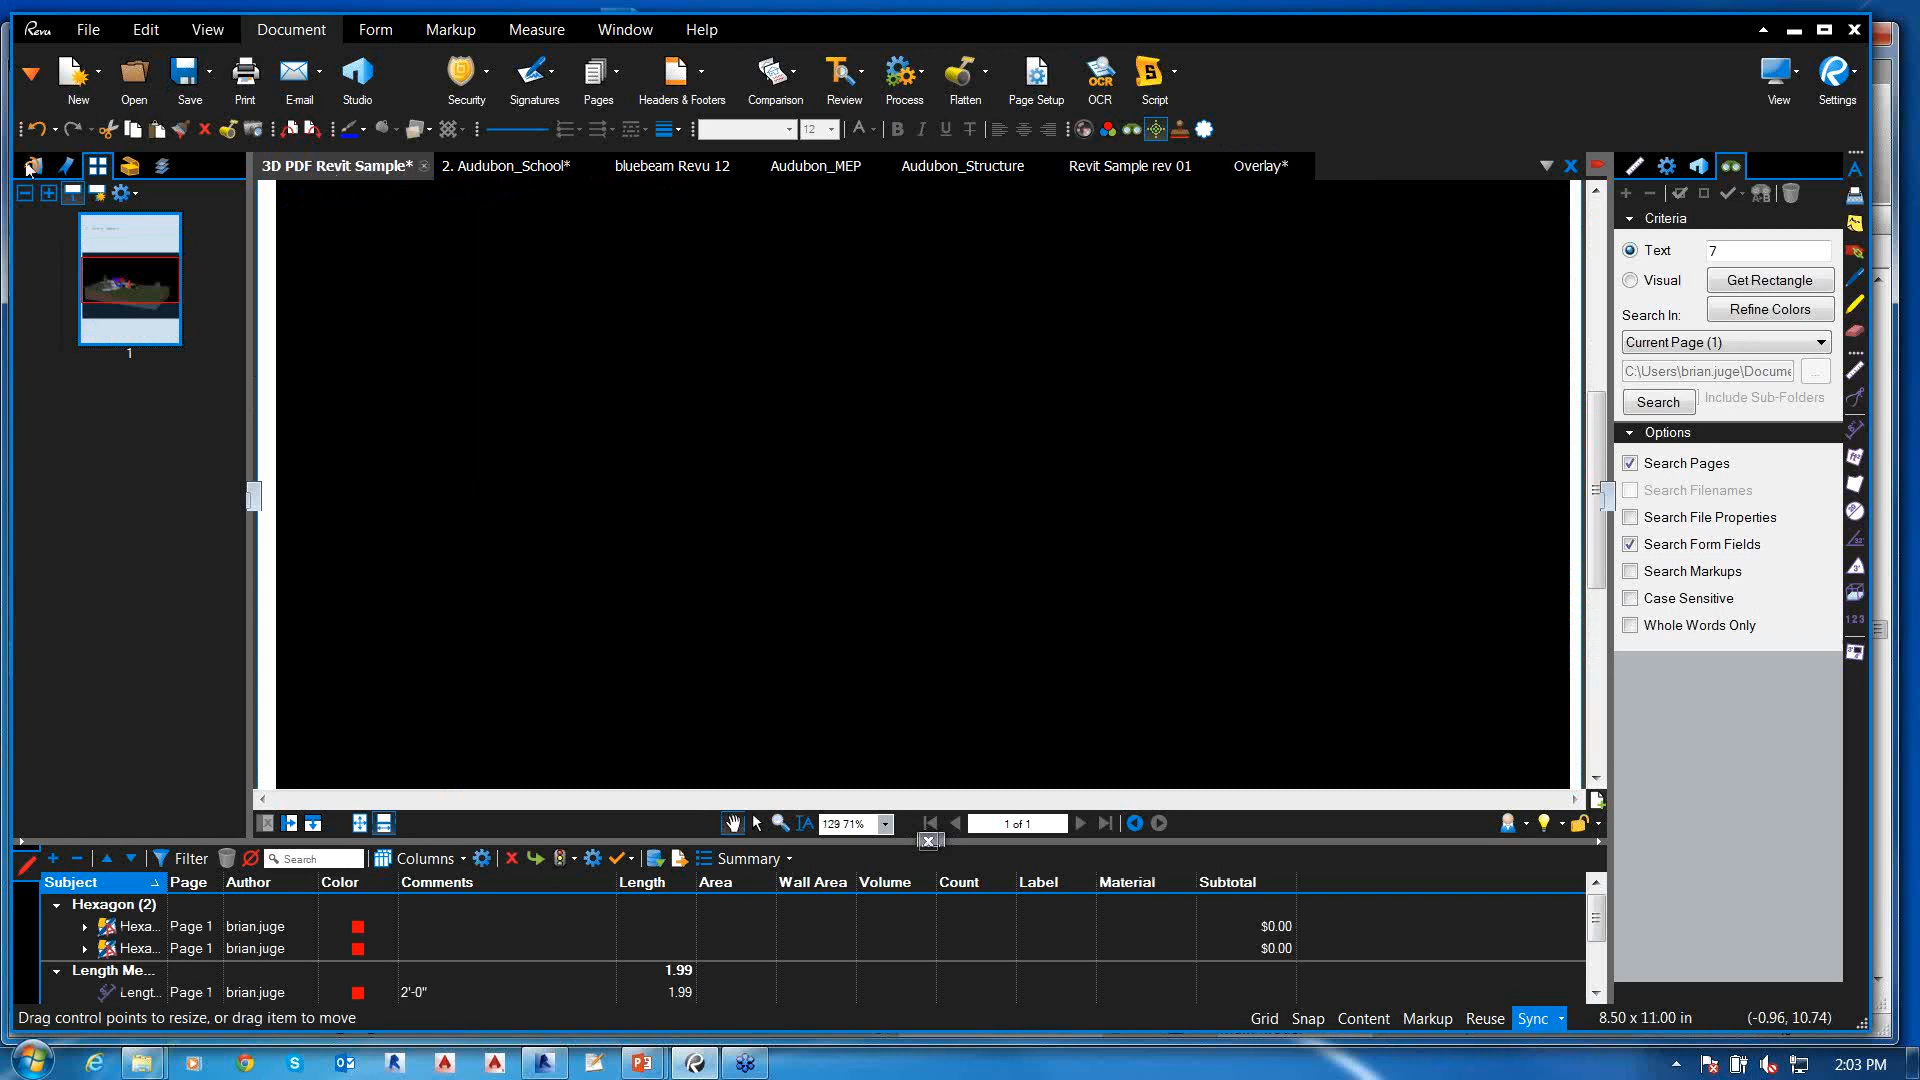 Revu File Edit View Document Form Markup Measure Window Help
New Open Save Print E-mail Studio Security Signatures Pages Headers & Footers Comparison Review Process Flatten Page Setup OCR Script View Settings
OCR
12
3D PDF Revit Sample* 2. Audubon_School* bluebeam Revu 12 Audubon_MEP Audubon_Structure Revit Sample rev 01 Overlay*
Criteria
Text 7
Visual Get Rectangle
Refine Colors
Search In:
Current Page (1)
C:\Users\brian.juge\Docume ...
Search Include Sub-Folders
Options
Search Pages
Search Filenames
Search File Properties
Search Form Fields
Search Markups
Case Sensitive
Whole Words Only
1
129.71% 1 of 1
Filter Search Columns Summary
Subject Page Author Color Comments Length Area Wall Area Volume Count Label Material Subtotal
Hexagon (2)
Hexa... Page 1 brian.juge $0.00
Hexa... Page 1 brian.juge $0.00
Length Me... 1.99
Lengt... Page 1 brian.juge 2'-0" 1.99
Drag control points to resize, or drag item to move
Grid Snap Content Markup Reuse Sync 8.50 x 11.00 in (-0.96, 10.74)
2:03 PM